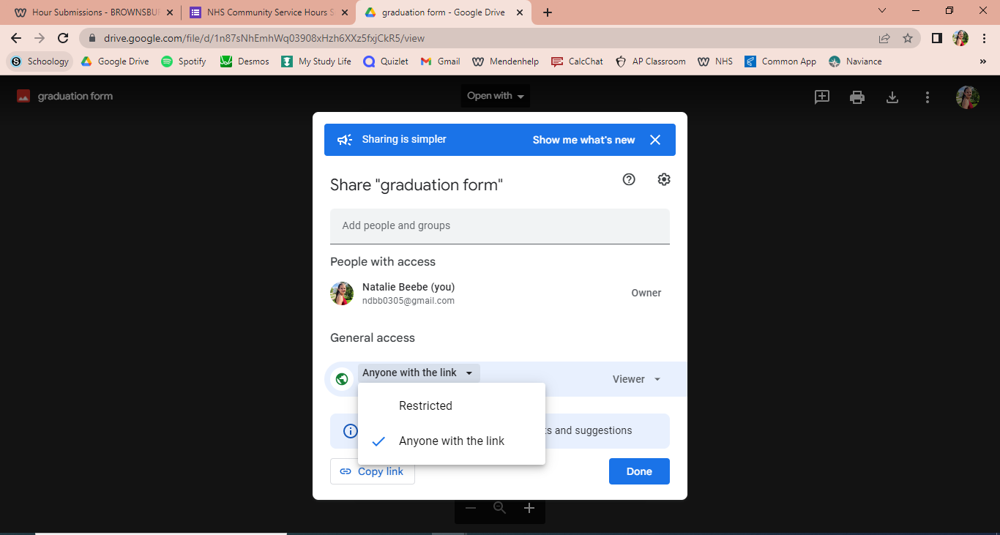 Hour Submissions - BROWNSBU
NHS Community Service Hours S
graduation form - Google Drive
drive.google.com/file/d/1n87sNhEmhWq03908xHzh6XXz5fxjCkR5/view
Schoology Google Drive Spotify Desmos My Study Life Quizlet Gmail Mendenhelp CalcChat AP Classroom NHS Common App Naviance »
graduation form
Open with
Sharing is simpler Show me what's new
Share "graduation form"
Add people and groups
People with access
Natalie Beebe (you)
ndbb0305@gmail.com
Owner
General access
Anyone with the link
Viewer
Restricted
ts and suggestions
Anyone with the link
Copy link
Done